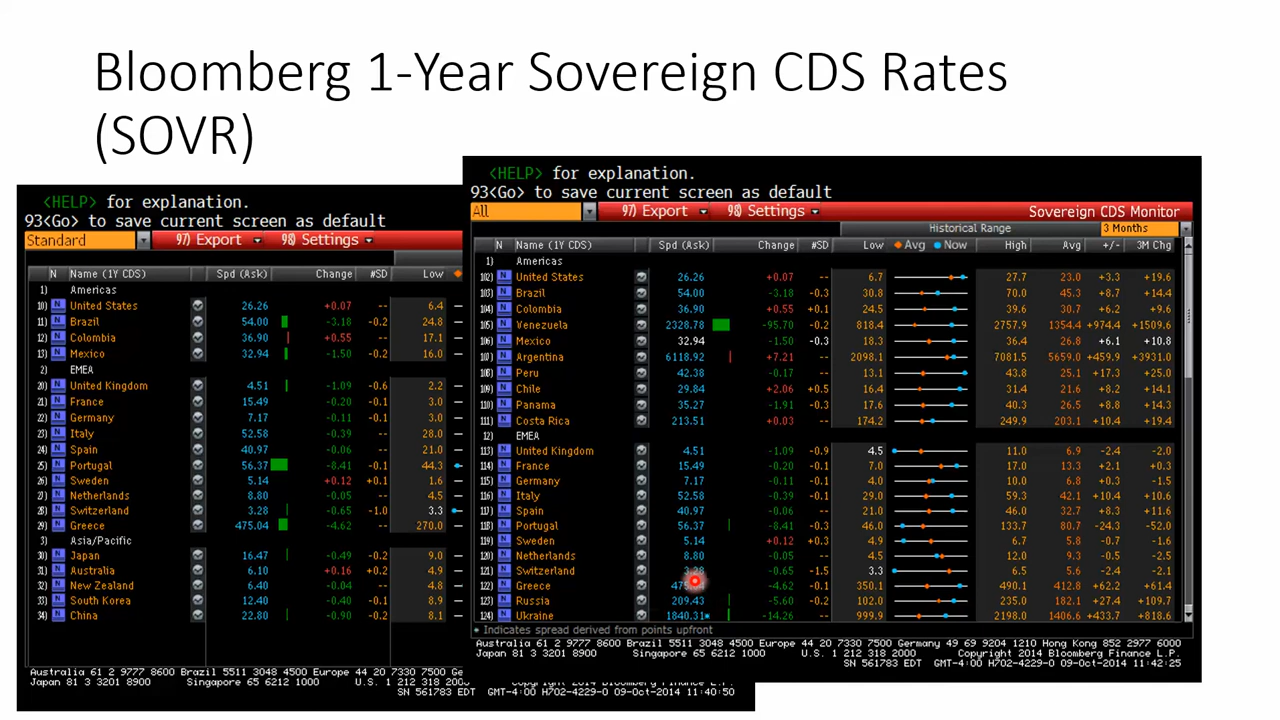 Bloomberg 1-Year Sovereign CDS Rates
(SOVR)
<HELP> for explanation.
93<Go> to save current screen as default
Standard 97) Export 98) Settings
Name (1Y CDS) Spd (Ask) Change #SD Low
1) Americas
10) N United States 26.26 +0.07 -- 6.4
11) N Brazil 54.00 -3.18 -0.2 24.8
12) N Colombia 36.90 +0.55 -- 17.1
13) N Mexico 32.94 -1.50 -0.2 16.0
2) EMEA
20) N United Kingdom 4.51 -1.09 -0.6 2.2
21) N France 15.49 -0.20 -0.1 3.0
22) N Germany 7.17 -0.11 -0.1 3.0
23) N Italy 52.58 -0.39 -- 28.0
24) N Spain 40.97 -0.06 -- 21.0
25) N Portugal 56.37 -8.41 -0.1 44.3
26) N Sweden 5.14 +0.12 +0.1 1.6
27) N Netherlands 8.80 -0.05 -- 4.5
28) N Switzerland 3.28 -0.65 -1.0 3.3
29) N Greece 475.04 -4.62 -- 270.0
3) Asia/Pacific
30) N Japan 16.47 -0.49 -0.2 9.0
31) N Australia 6.10 +0.16 +0.2 4.9
32) N New Zealand 6.40 -0.04 -- 4.8
33) N South Korea 12.40 -0.40 -0.1 8.9
34) N China 22.80 -0.90 -0.2 8.1
Australia 61 2 9777 8600 Brazil 5511 3048 4500 Europe 44 20 7330 7500 Ge
Japan 81 3 3201 8900 Singapore 65 6212 1000 U.S. 1 212 318 2000
SN 561783 EDT GMT-4:00 H702-4229-0 09-Oct-2014 11:40:50
<HELP> for explanation.
93<Go> to save current screen as default
All 97) Export 98) Settings Sovereign CDS Monitor
Historical Range 3 Months
N Name (1Y CDS) Spd (Ask) Change #SD Low Avg Now High Avg +/- 3M Chg
1) Americas
102) N United States 26.26 +0.07 -- 6.7 27.7 23.0 +3.3 +19.6
103) N Brazil 54.00 -3.18 -0.3 30.8 70.0 45.3 +8.7 +14.4
104) N Colombia 36.90 +0.55 +0.1 24.5 39.6 30.7 +6.2 +9.6
105) N Venezuela 2328.78 -95.70 -0.2 818.4 2757.9 1354.4 +974.4 +1509.6
106) N Mexico 32.94 -1.50 -0.3 18.3 36.4 26.8 +6.1 +10.8
107) N Argentina 6118.92 +7.21 -- 2098.1 7081.5 5659.0 +459.9 +3931.0
108) N Peru 42.38 -0.17 -- 13.1 43.8 25.1 +17.3 +25.0
109) N Chile 29.84 +2.06 +0.5 16.4 31.4 21.6 +8.2 +14.1
110) N Panama 35.27 -1.91 -0.3 17.6 40.3 26.5 +8.8 +14.3
111) N Costa Rica 213.51 +0.03 -- 174.2 249.9 203.1 +10.4 +19.4
12) EMEA
113) N United Kingdom 4.51 -1.09 -0.9 4.5 11.0 6.9 -2.4 -2.0
114) N France 15.49 -0.20 -0.1 7.0 17.0 13.3 +2.1 +0.3
115) N Germany 7.17 -0.11 -0.1 4.0 10.0 6.8 +0.3 -1.5
116) N Italy 52.58 -0.39 -0.1 29.0 59.3 42.1 +10.4 +10.6
117) N Spain 40.97 -0.06 -- 21.0 46.0 32.7 +8.3 +11.6
118) N Portugal 56.37 -8.41 -0.3 46.0 133.7 80.7 -24.3 -52.0
119) N Sweden 5.14 +0.12 +0.3 4.9 6.7 5.8 -0.7 -1.6
120) N Netherlands 8.80 -0.05 -- 4.5 12.0 9.3 -0.5 -2.5
121) N Switzerland 3.28 -0.65 -1.5 3.3 6.5 5.6 -2.4 -3.1
122) N Greece -4.62 -0.1 350.1 490.1 412.8 +62.2 +61.4
123) N Russia 209.43 -5.60 -0.2 102.0 235.0 182.1 +27.4 +109.7
124) N Ukraine 1840.31* -14.26 -- 999.9 2198.0 1406.6 +433.7 +818.6
* Indicates spread derived from points upfront
Australia 61 2 9777 8600 Brazil 5511 3048 4500 Europe 44 20 7330 7500 Germany 49 69 9204 1210 Hong Kong 852 2977 6000
Japan 81 3 3201 8900 Singapore 65 6212 1000 U.S. 1 212 318 2000 Copyright 2014 Bloomberg Finance L.P.
SN 561783 EDT GMT-4:00 H702-4229-0 09-Oct-2014 11:42:25